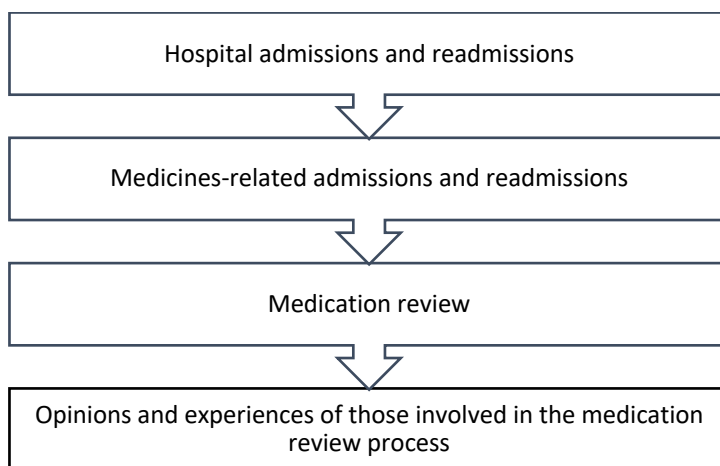 Hospital admissions and readmissions
Medicines-related admissions and readmissions
Medication review
Opinions and experiences of those involved in the medication
review process